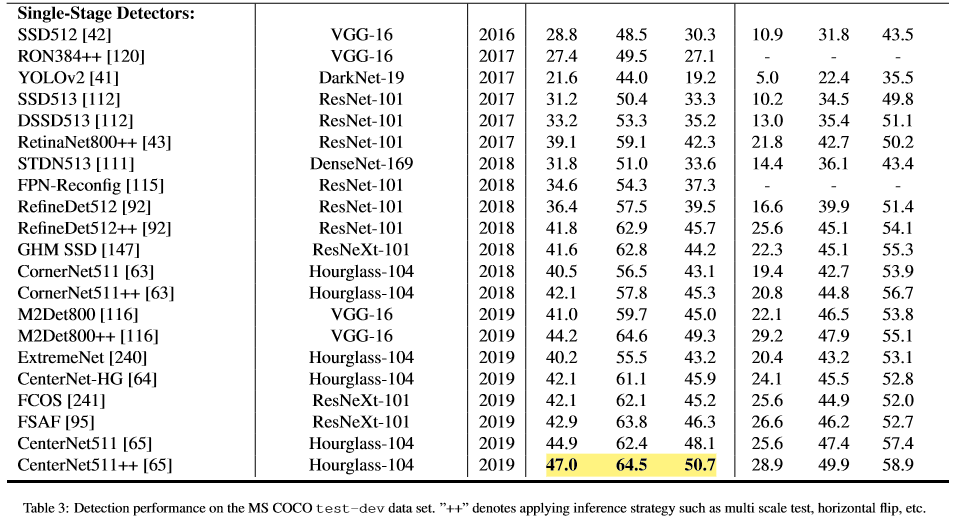 Single-Stage Detectors:
SSD512 [42] VGG-16 2016 28.8 48.5 30.3 10.9 31.8 43.5
RON384++ [120] VGG-16 2017 27.4 49.5 27.1 - - -
YOLOv2 [41] DarkNet-19 2017 21.6 44.0 19.2 5.0 22.4 35.5
SSD513 [112] ResNet-101 2017 31.2 50.4 33.3 10.2 34.5 49.8
DSSD513 [112] ResNet-101 2017 33.2 53.3 35.2 13.0 35.4 51.1
RetinaNet800++ [43] ResNet-101 2017 39.1 59.1 42.3 21.8 42.7 50.2
STDN513 [111] DenseNet-169 2018 31.8 51.0 33.6 14.4 36.1 43.4
FPN-Reconfig [115] ResNet-101 2018 34.6 54.3 37.3 - - -
RefineDet512 [92] ResNet-101 2018 36.4 57.5 39.5 16.6 39.9 51.4
RefineDet512++ [92] ResNet-101 2018 41.8 62.9 45.7 25.6 45.1 54.1
GHM SSD [147] ResNeXt-101 2018 41.6 62.8 44.2 22.3 45.1 55.3
CornerNet511 [63] Hourglass-104 2018 40.5 56.5 43.1 19.4 42.7 53.9
CornerNet511++ [63] Hourglass-104 2018 42.1 57.8 45.3 20.8 44.8 56.7
M2Det800 [116] VGG-16 2019 41.0 59.7 45.0 22.1 46.5 53.8
M2Det800++ [116] VGG-16 2019 44.2 64.6 49.3 29.2 47.9 55.1
ExtremeNet [240] Hourglass-104 2019 40.2 55.5 43.2 20.4 43.2 53.1
CenterNet-HG [64] Hourglass-104 2019 42.1 61.1 45.9 24.1 45.5 52.8
FCOS [241] ResNeXt-101 2019 42.1 62.1 45.2 25.6 44.9 52.0
FSAF [95] ResNeXt-101 2019 42.9 63.8 46.3 26.6 46.2 52.7
CenterNet511 [65] Hourglass-104 2019 44.9 62.4 48.1 25.6 47.4 57.4
CenterNet511++ [65] Hourglass-104 2019 47.0 64.5 50.7 28.9 49.9 58.9
Table 3: Detection performance on the MS COCO test-dev data set. "++" denotes applying inference strategy such as multi scale test, horizontal flip, etc.